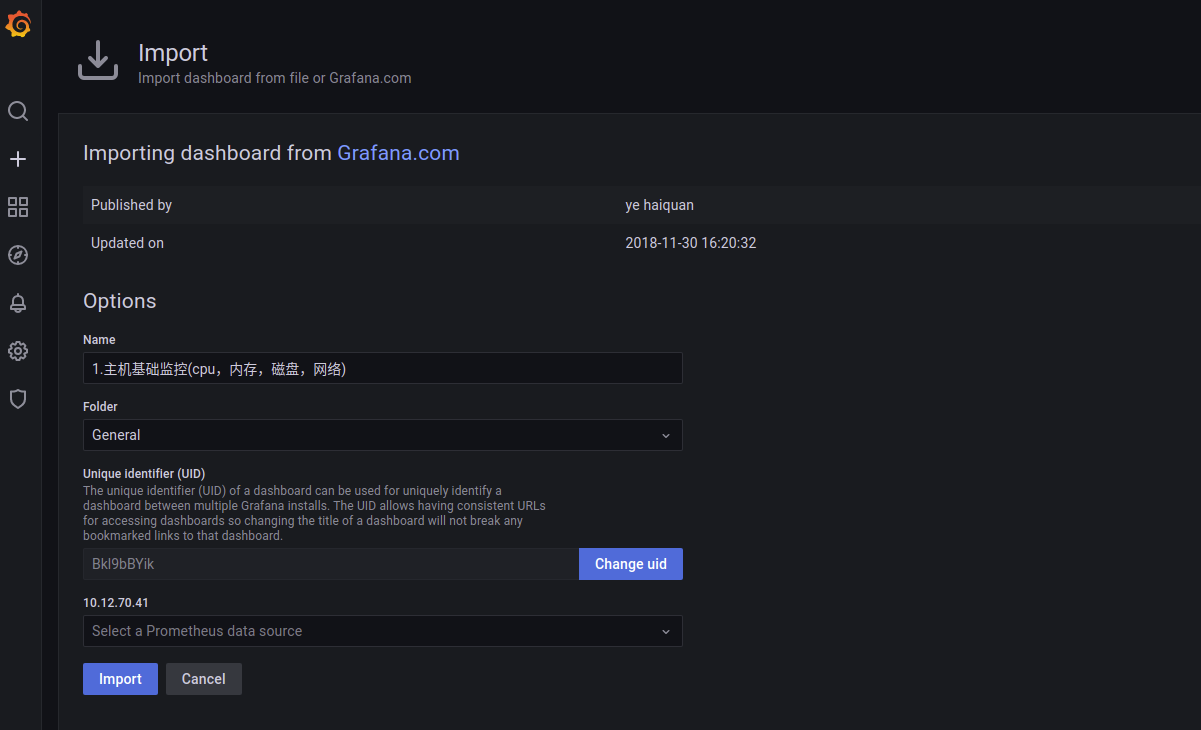 Import
Import dashboard from file or Grafana.com
Importing dashboard from Grafana.com
Published by ye haiquan
Updated on 2018-11-30 16:20:32
Options
Name
1.主机基础监控(cpu，内存，磁盘，网络)
Folder
General
Unique identifier (UID)
The unique identifier (UID) of a dashboard can be used for uniquely identify a
dashboard between multiple Grafana installs. The UID allows having consistent URLs
for accessing dashboards so changing the title of a dashboard will not break any
bookmarked links to that dashboard.
BkI9bBYik Change uid
10.12.70.41
Select a Prometheus data source
Import Cancel